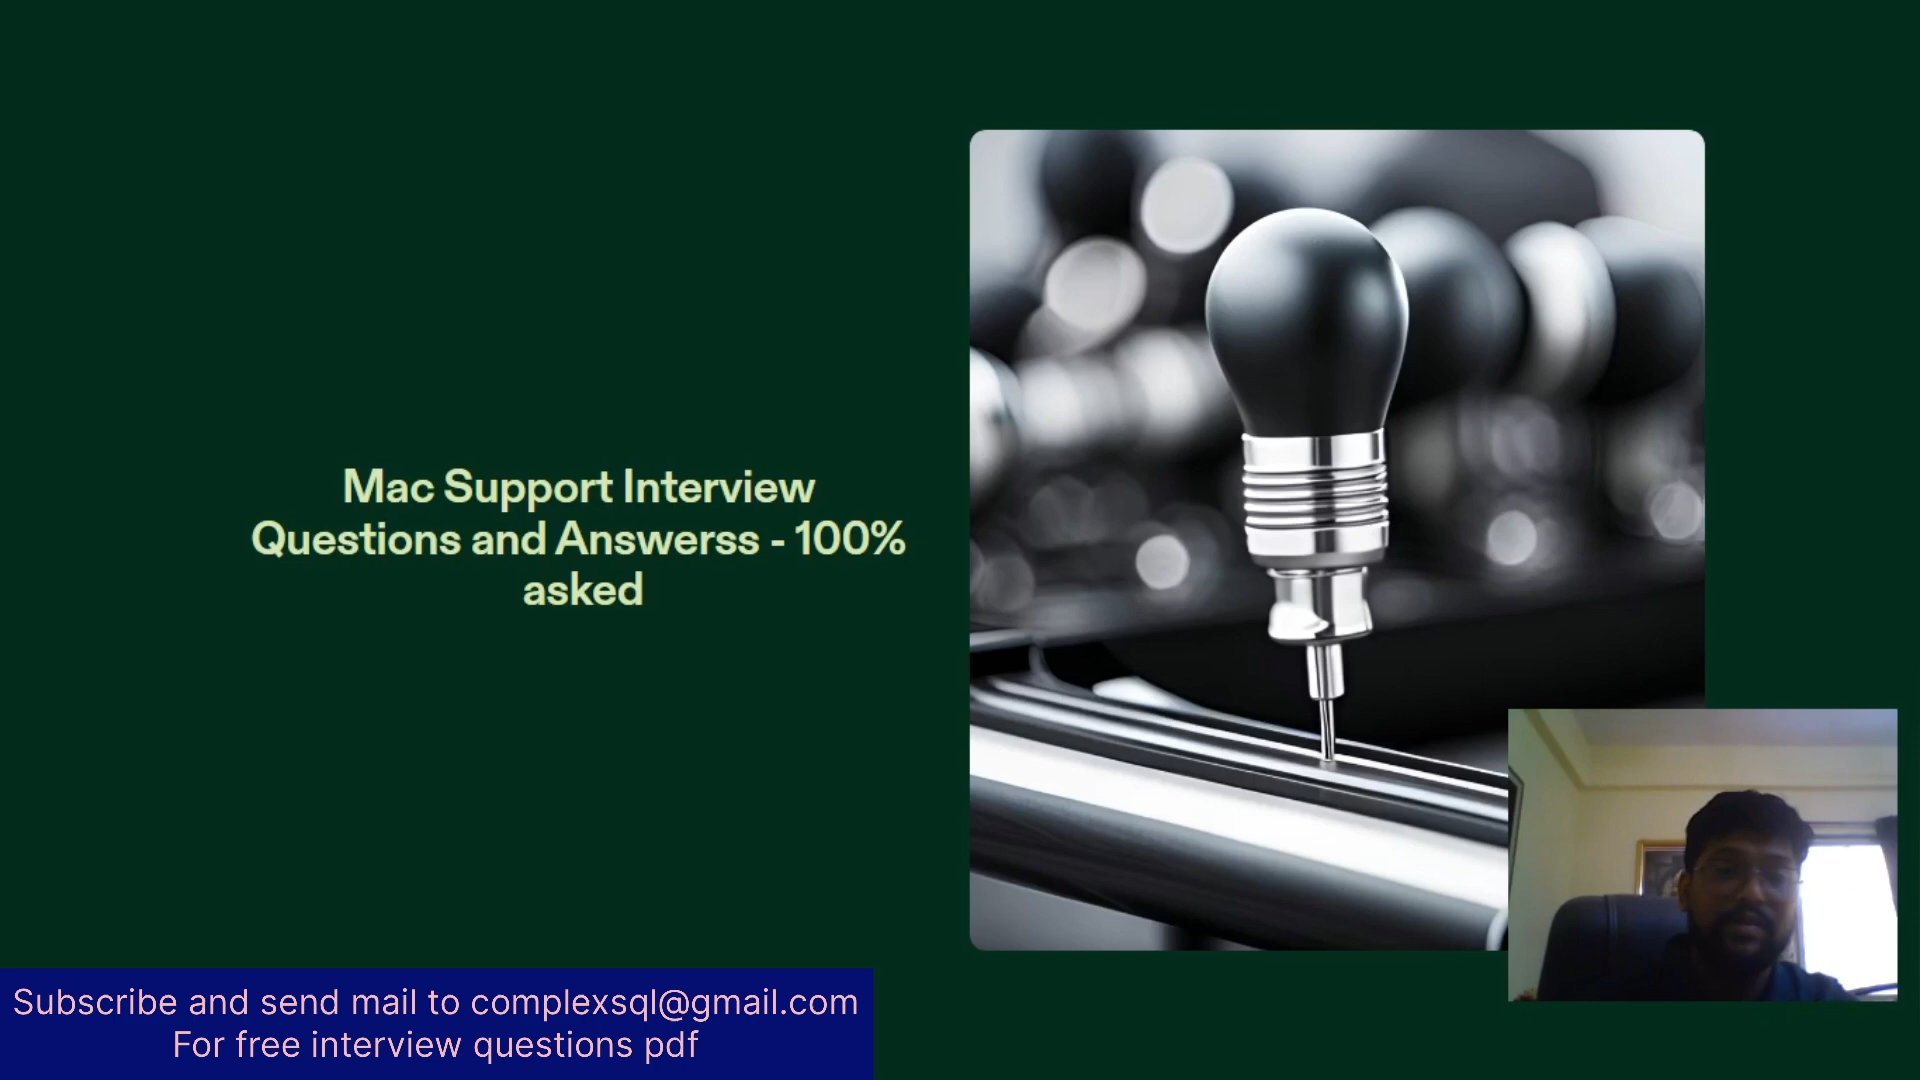 Mac Support Interview
Questions and Answerss - 100%
asked
Subscribe and send mail to complexsql@gmail.com
For free interview questions pdf